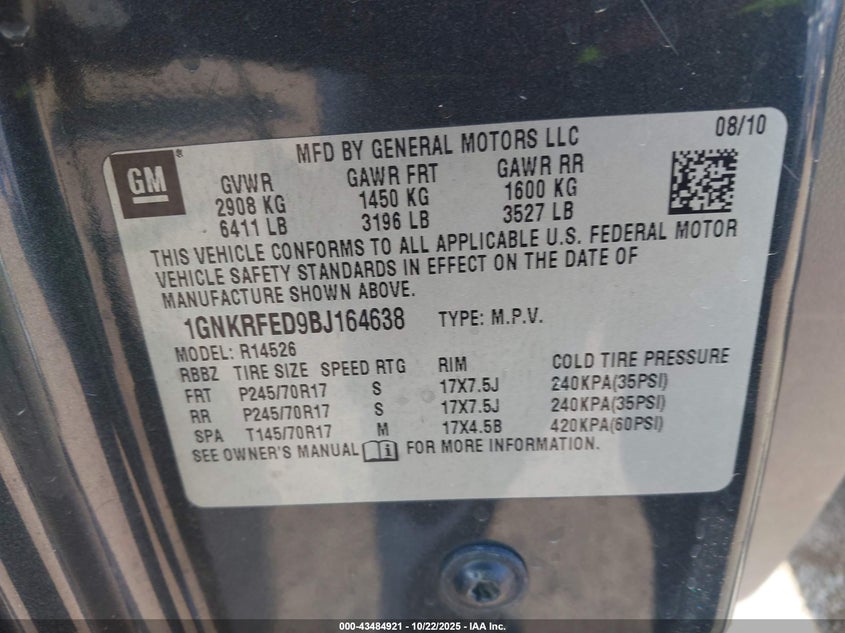 GM
®
MFD BY GENERAL MOTORS LLC
08/10
GVWR GAWR FRT GAWR RR
2908 KG 1450 KG 1600 KG
6411 LB 3196 LB 3527 LB
THIS VEHICLE CONFORMS TO ALL APPLICABLE U.S. FEDERAL MOTOR
VEHICLE SAFETY STANDARDS IN EFFECT ON THE DATE OF
MANUFACTURE SHOWN ABOVE.
1GNKRFED9BJ164638 TYPE: M.P.V.
MODEL: R14526
RBBZ TIRE SIZE SPEED RTG RIM COLD TIRE PRESSURE
FRT P245/70R17 S 17X7.5J 240KPA(35PSI)
RR P245/70R17 S 17X7.5J 240KPA(35PSI)
SPA T145/70R17 M 17X4.5B 420KPA(60PSI)
SEE OWNER'S MANUAL FOR MORE INFORMATION.
000-43484921 - 10/22/2025 - IAA Inc.